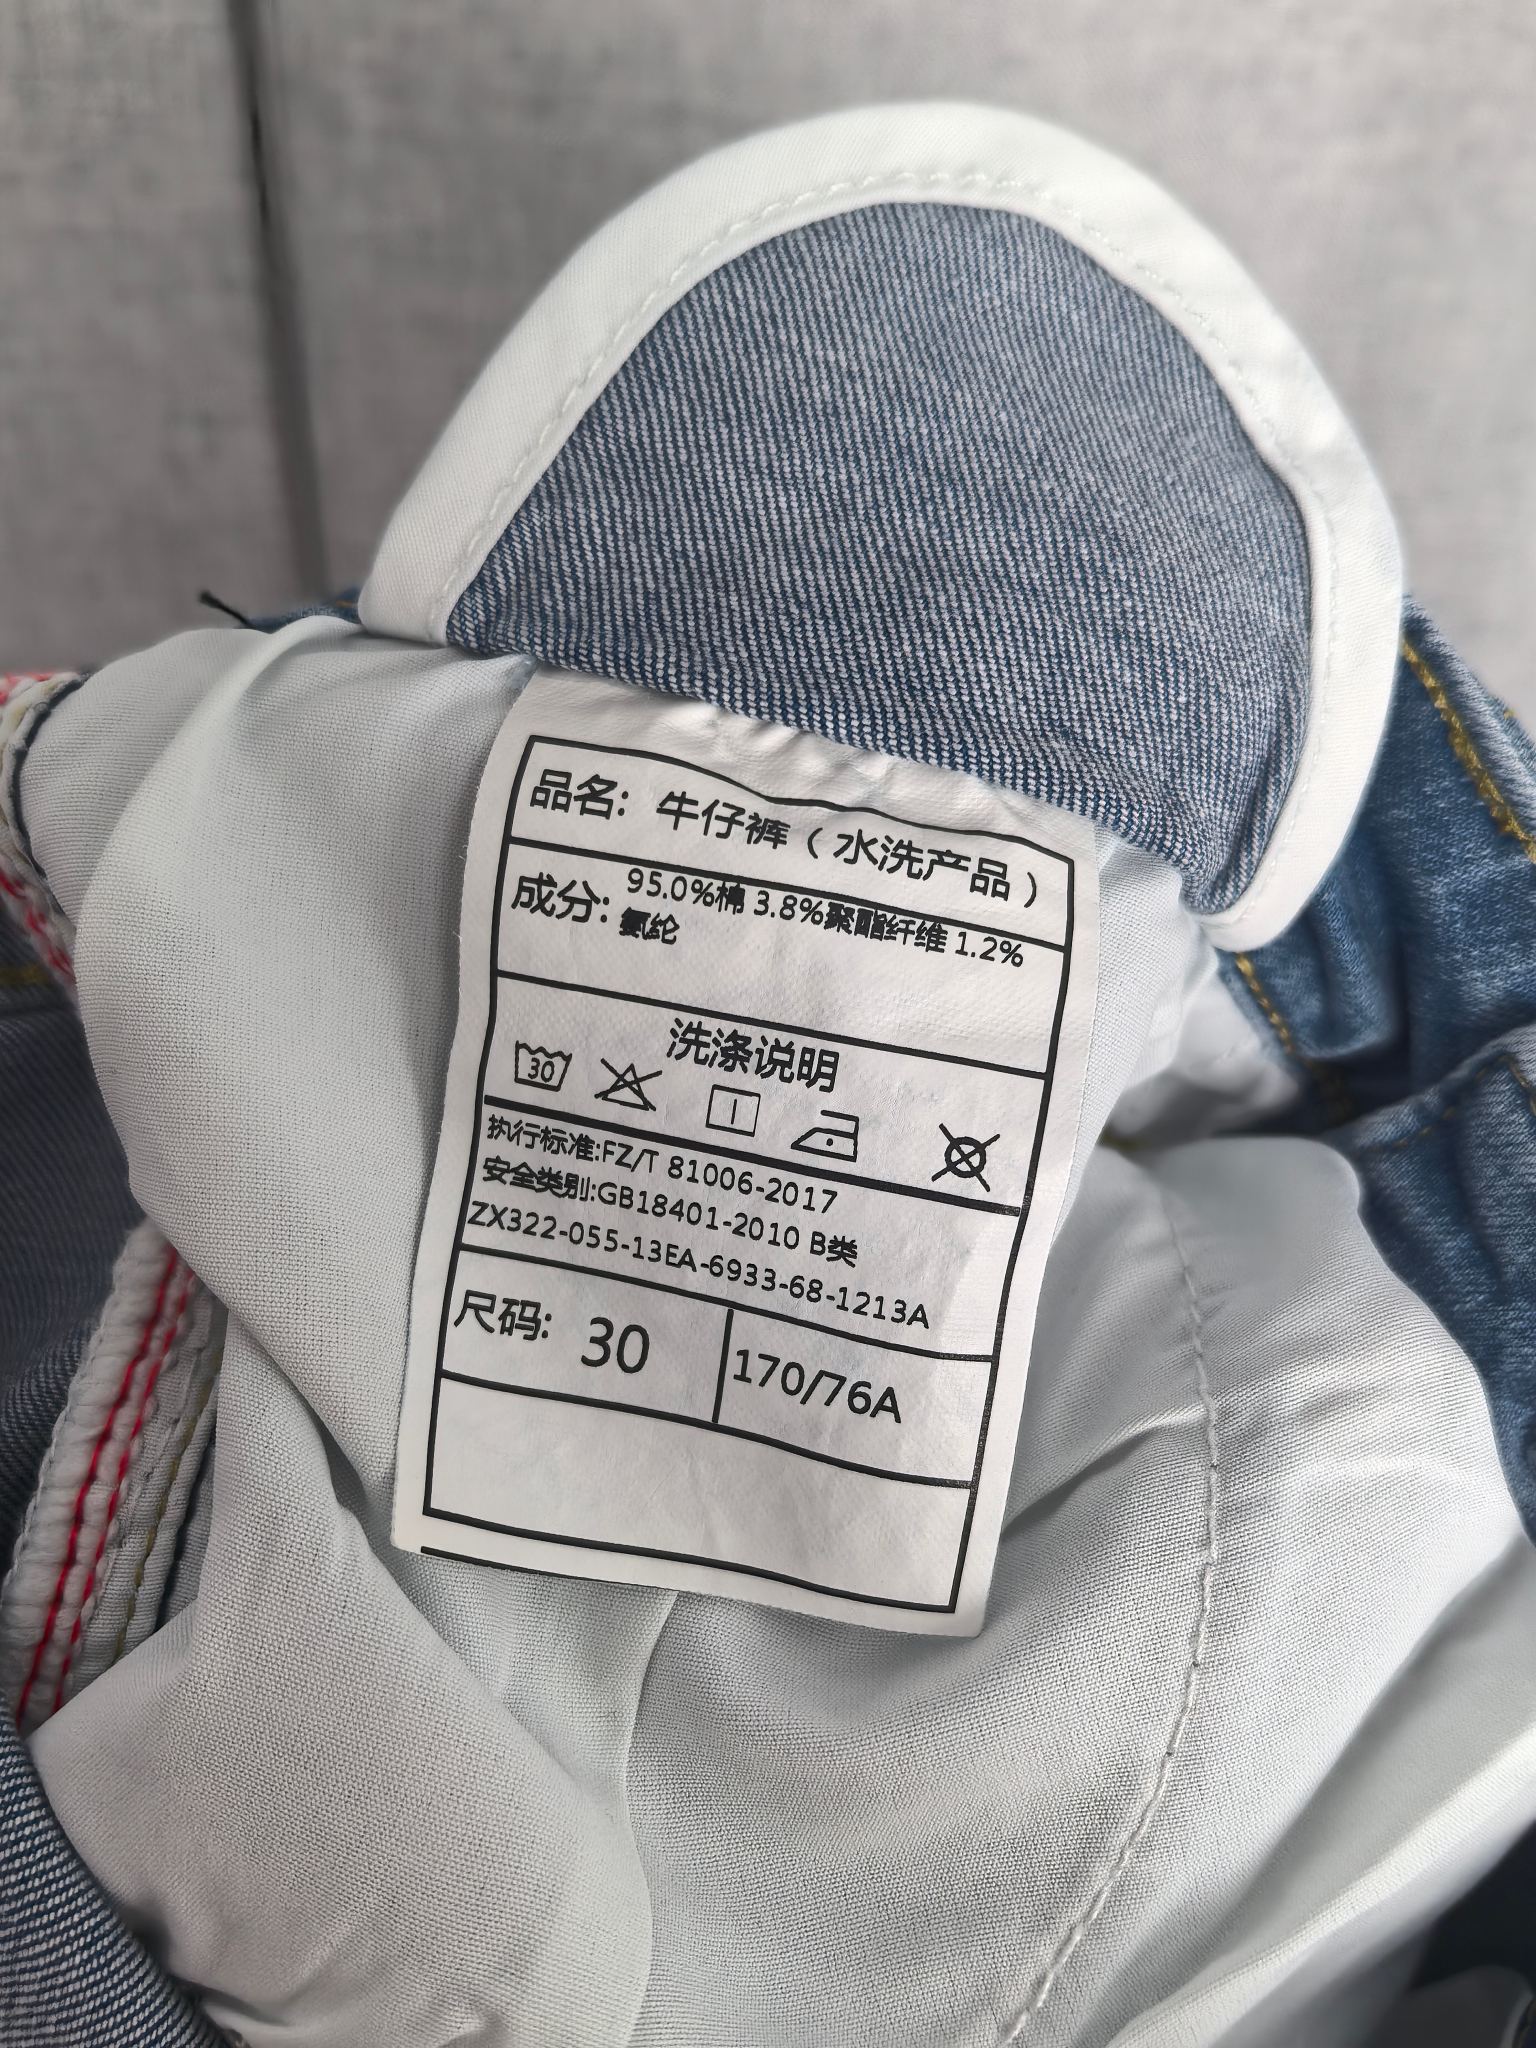 品名: 牛仔裤（水洗产品）
成分: 95.0%棉 3.8%聚酯纤维 1.2%
氨纶
洗涤说明
30
执行标准:FZ/T 81006-2017
安全类别:GB18401-2010 B类
ZX322-055-13EA-6933-68-1213A
尺码: 30 170/76A